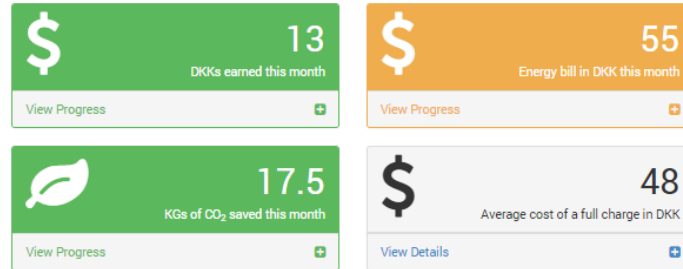 $ 13
DKKs earned this month
View Progress
$ 55
Energy bill in DKK this month
View Progress
17.5
KGs of CO₂ saved this month
View Progress
$ 48
Average cost of a full charge in DKK
View Details